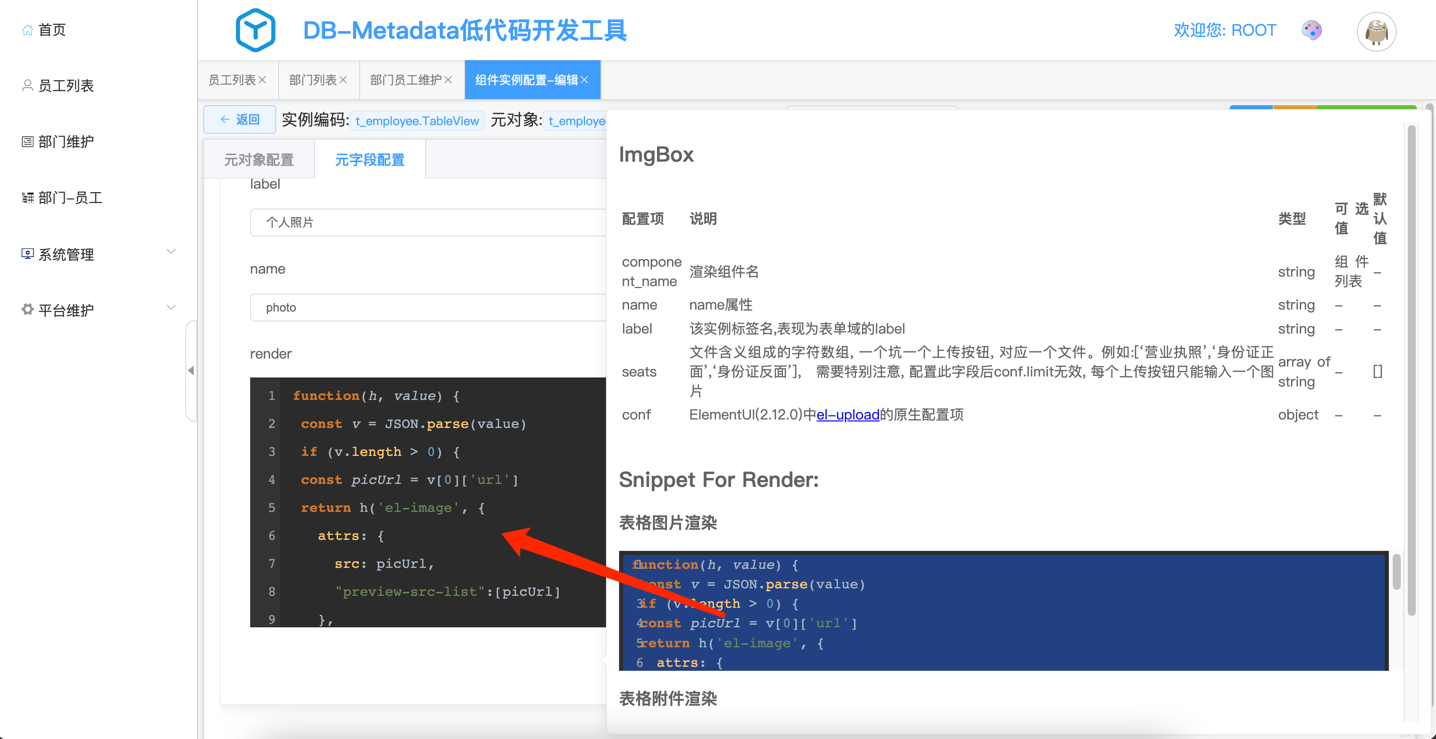 首页
员工列表
部门维护
部门-员工
系统管理
平台维护
DB-Metadata低代码开发工具
欢迎您: ROOT
员工列表×
部门列表×
部门员工维护×
组件实例配置-编辑×
← 返回
实例编码: t_employee.TableView 元对象: t_employe
元对象配置
元字段配置
label
个人照片
name
photo
render
1 function(h, value) {
2 const v = JSON.parse(value)
3 if (v.length > 0) {
4 const picUrl = v[0]['url']
5 return h('el-image', {
6 attrs: {
7 src: picUrl,
8 "preview-src-list":[picUrl]
9 },
ImgBox
配置项 说明 类型 可选值 默认值
component_name 渲染组件名 string 组件列表 –
name name属性 string – –
label 该实例标签名,表现为表单域的label string – –
seats 文件含义组成的字符数组, 一个坑一个上传按钮, 对应一个文件。例如:['营业执照','身份证正
面','身份证反面'], 需要特别注意, 配置此字段后conf.limit无效, 每个上传按钮只能输入一个图
片 array of string – []
conf ElementUI(2.12.0)中el-upload的原生配置项 object – –
Snippet For Render:
表格图片渲染
function(h, value) {
const v = JSON.parse(value)
3 if (v.length > 0) {
4 const picUrl = v[0]['url']
5 return h('el-image', {
6 attrs: {
表格附件渲染